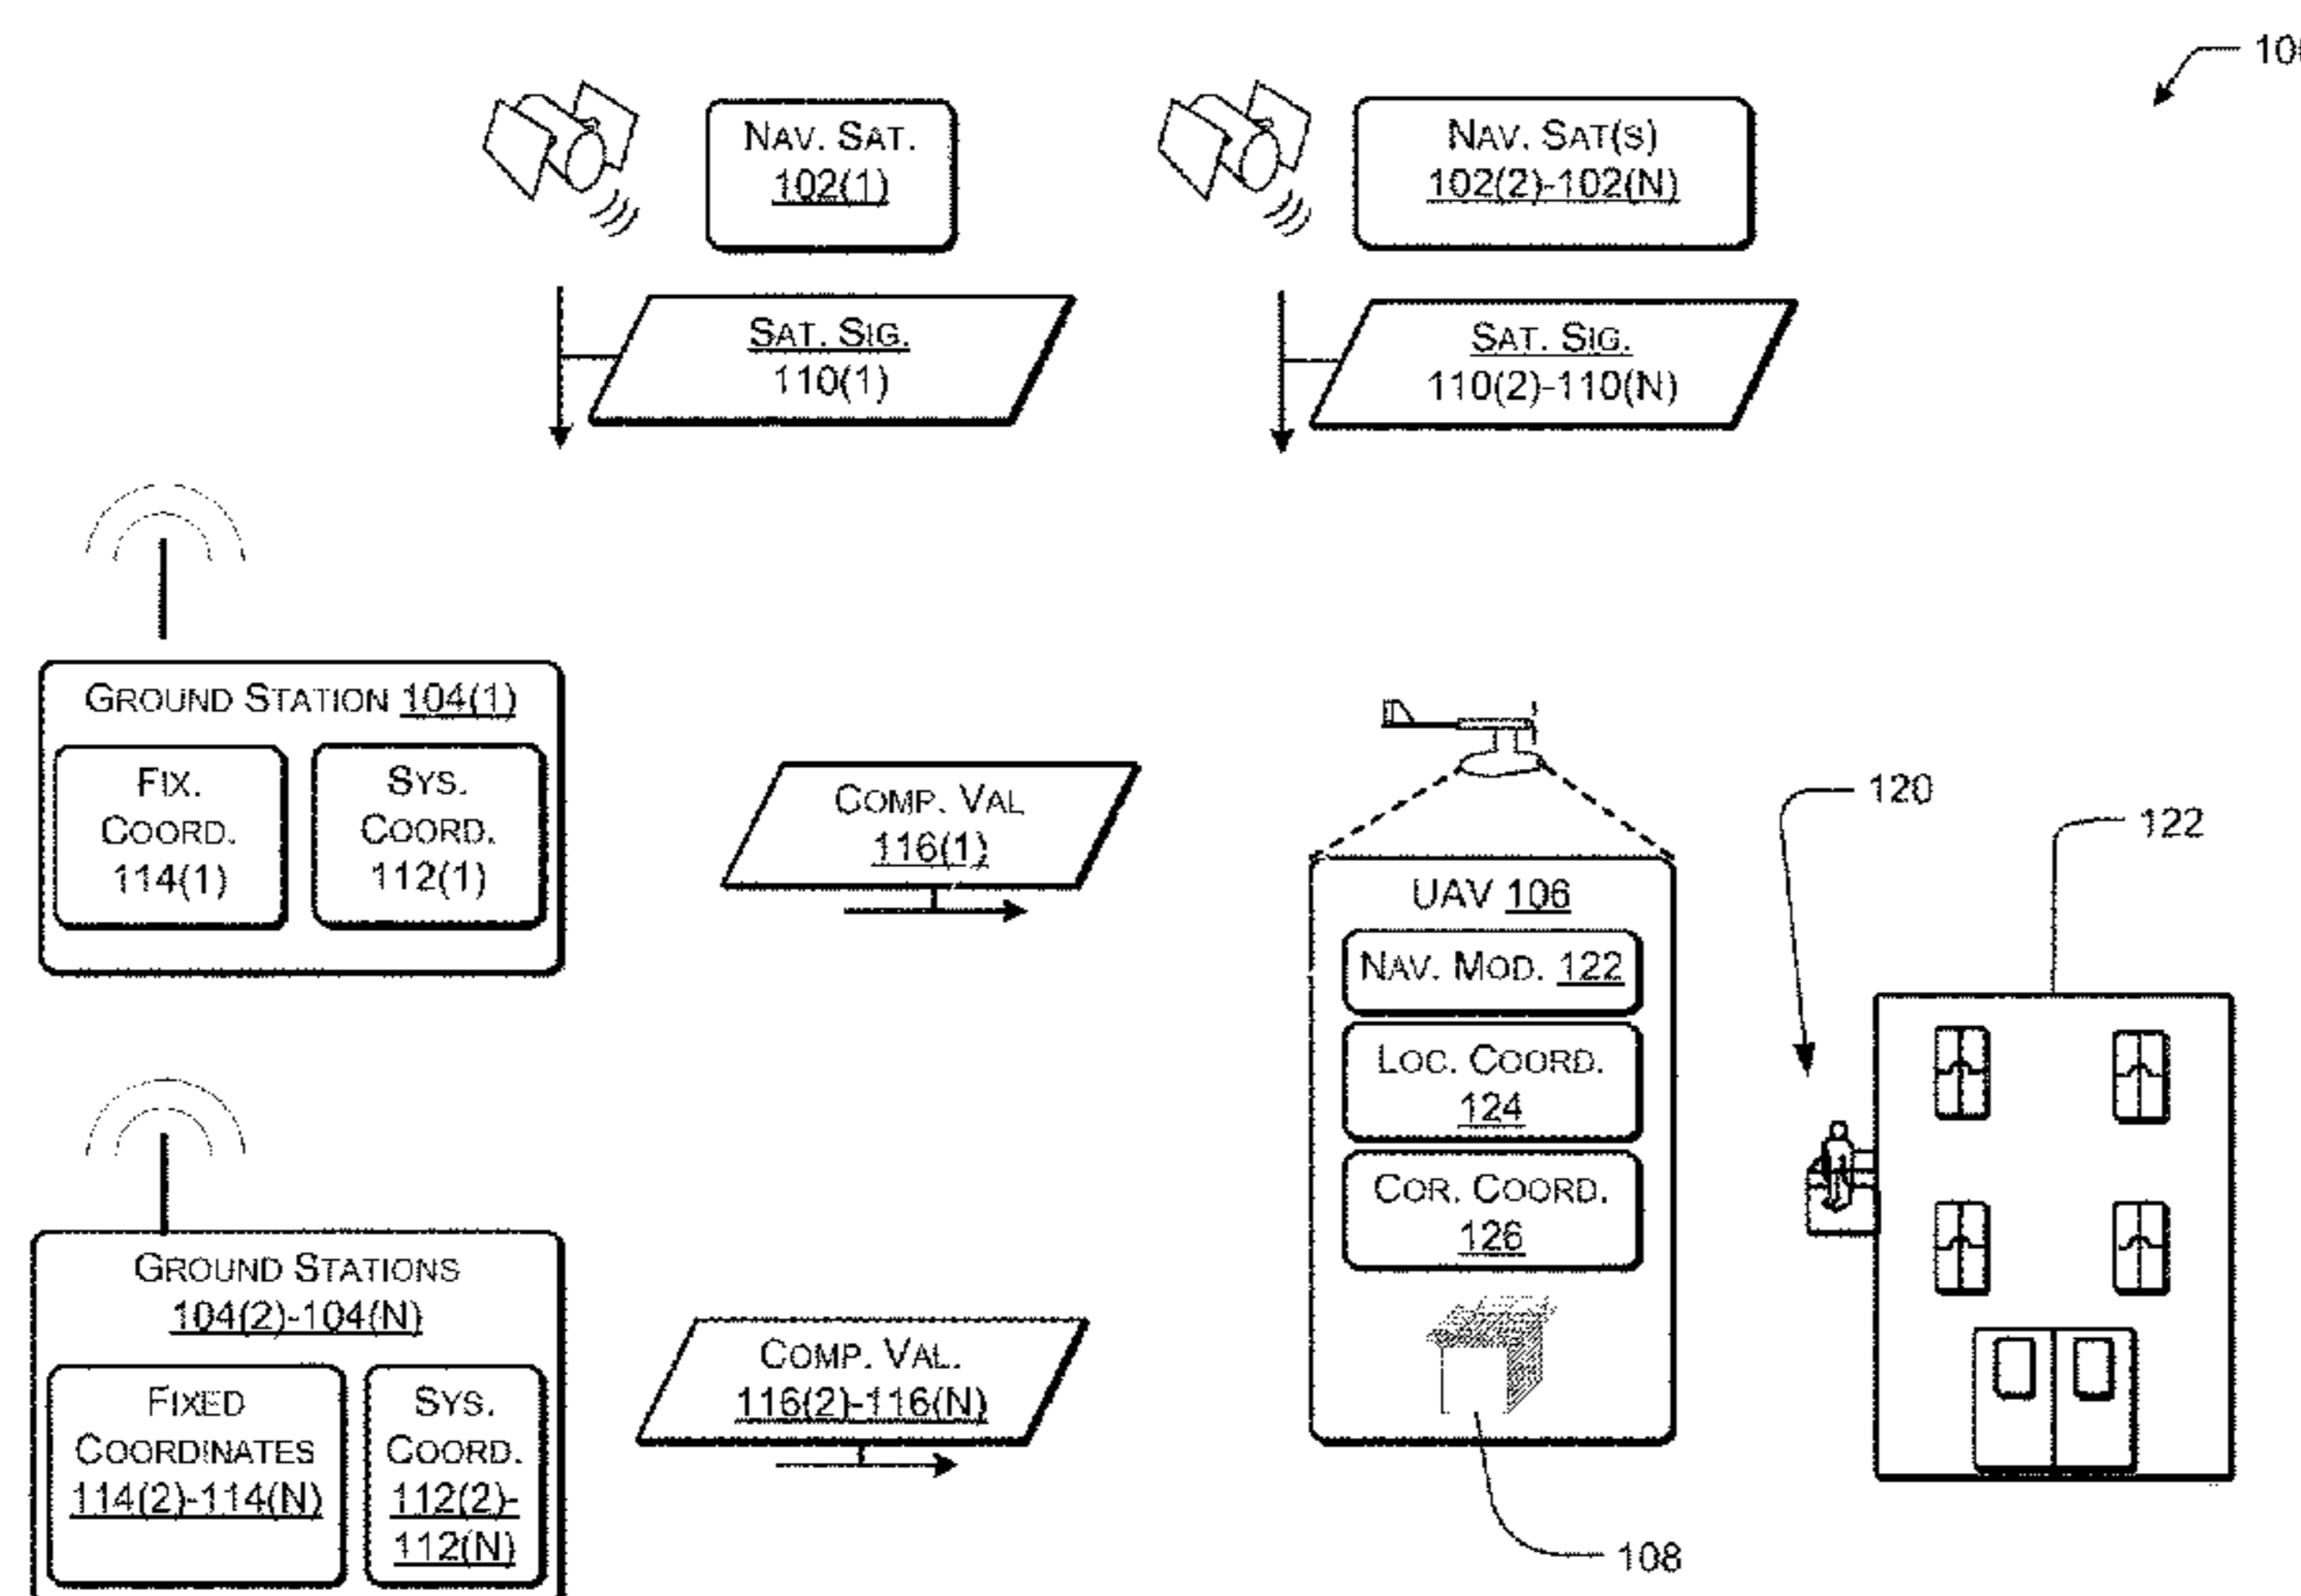 100
NAV. SAT.
102(1)
NAV. SAT(S)
102(2)-102(N)
SAT. SIG.
110(1)
SAT. SIG.
110(2)-110(N)
GROUND STATION 104(1)
FIX.
COORD.
114(1)
SYS.
COORD.
112(1)
COMP. VAL
116(1)
UAV 106
NAV. MOD. 122
LOC. COORD.
124
COR. COORD.
126
108
120
122
GROUND STATIONS
104(2)-104(N)
FIXED
COORDINATES
114(2)-114(N)
SYS.
COORD.
112(2)-
112(N)
COMP. VAL.
116(2)-116(N)